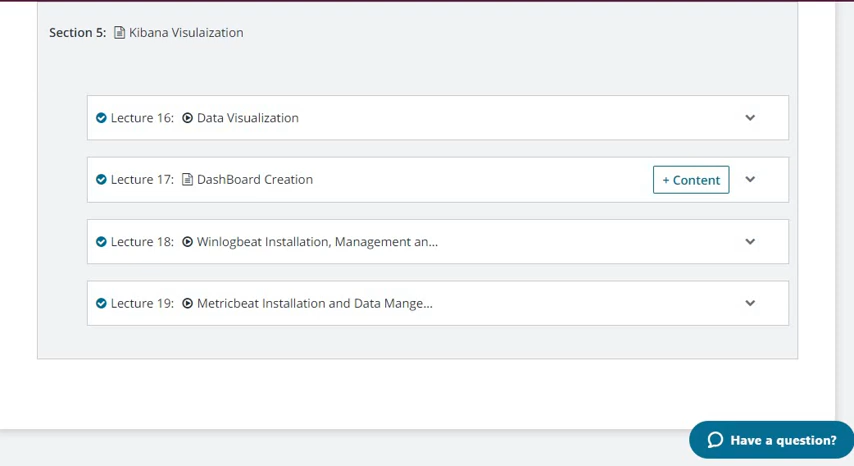 Section 5: Kibana Visulaization
Lecture 16: Data Visualization
Lecture 17: DashBoard Creation
+ Content
Lecture 18: Winlogbeat Installation, Management an...
Lecture 19: Metricbeat Installation and Data Mange...
Have a question?